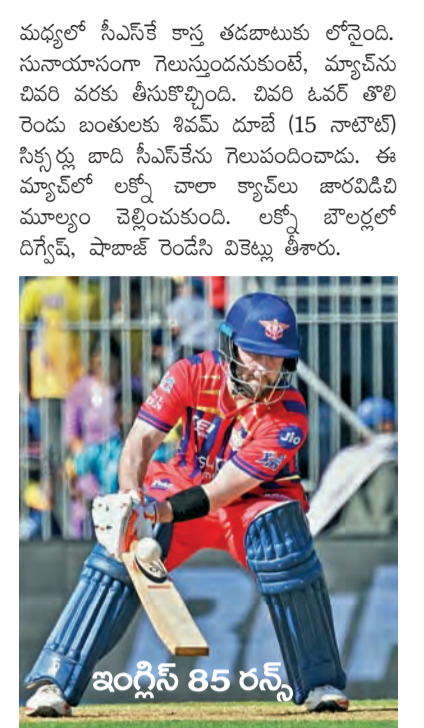 మధ్యలో సీఎస్‌కే కాస్త తడబాటుకు లోనైంది.
సునాయాసంగా గెలుస్తుందనుకుంటే, మ్యాచ్‌ను
చివరి వరకు తీసుకొచ్చింది. చివరి ఓవర్ తొలి
రెండు బంతులకు శివమ్ దూబే (15 నాటౌట్)
సిక్సర్లు బాది సీఎస్‌కేను గెలుపందించాడు. ఈ
మ్యాచ్‌లో లక్నో చాలా క్యాచ్‌లు జారవిడిచి
మూల్యం చెల్లించుకుంది. లక్నో బౌలర్లలో
దిగ్వేష్, షాబాజ్ రెండేసి వికెట్లు తీశారు.
Jio
ఇంగ్లిస్ 85 రన్స్